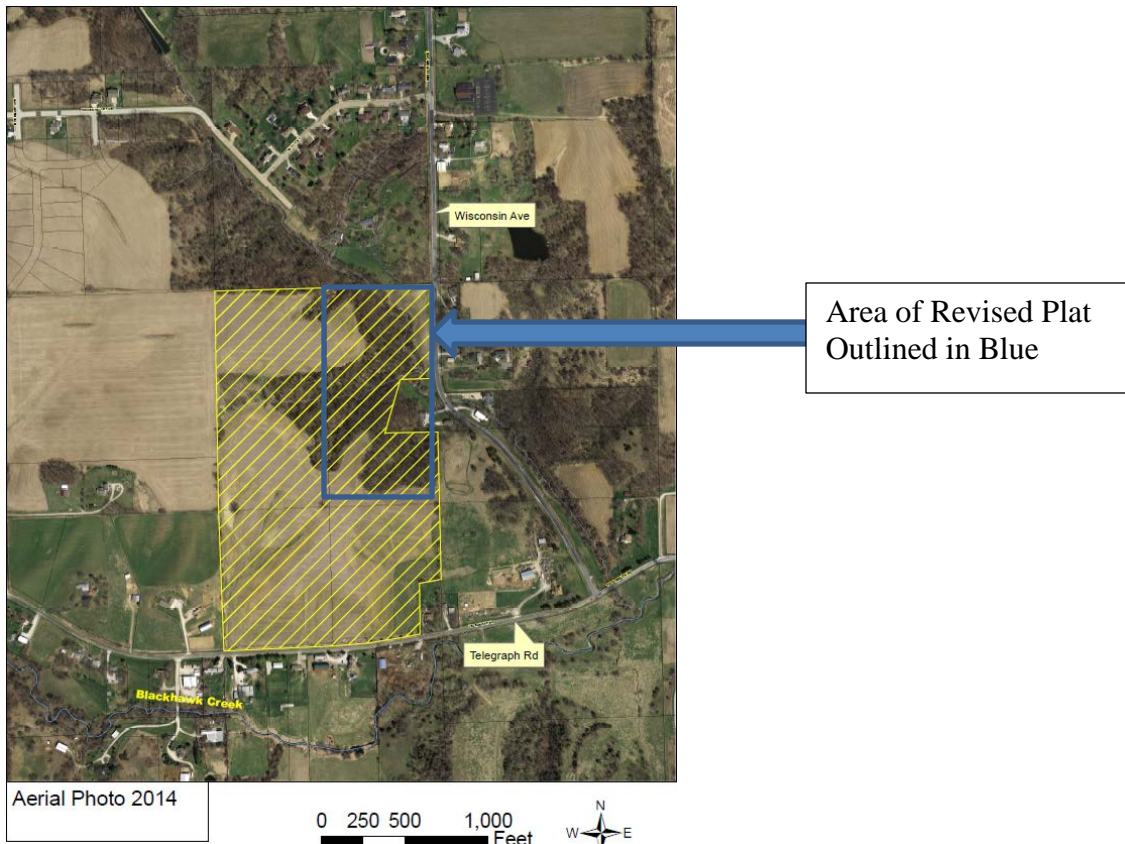 Wisconsin Ave
Area of Revised Plat
Outlined in Blue
Telegraph Rd
Blackhawk Creek
Aerial Photo 2014
0 250 500 1,000
Feet
N
W E